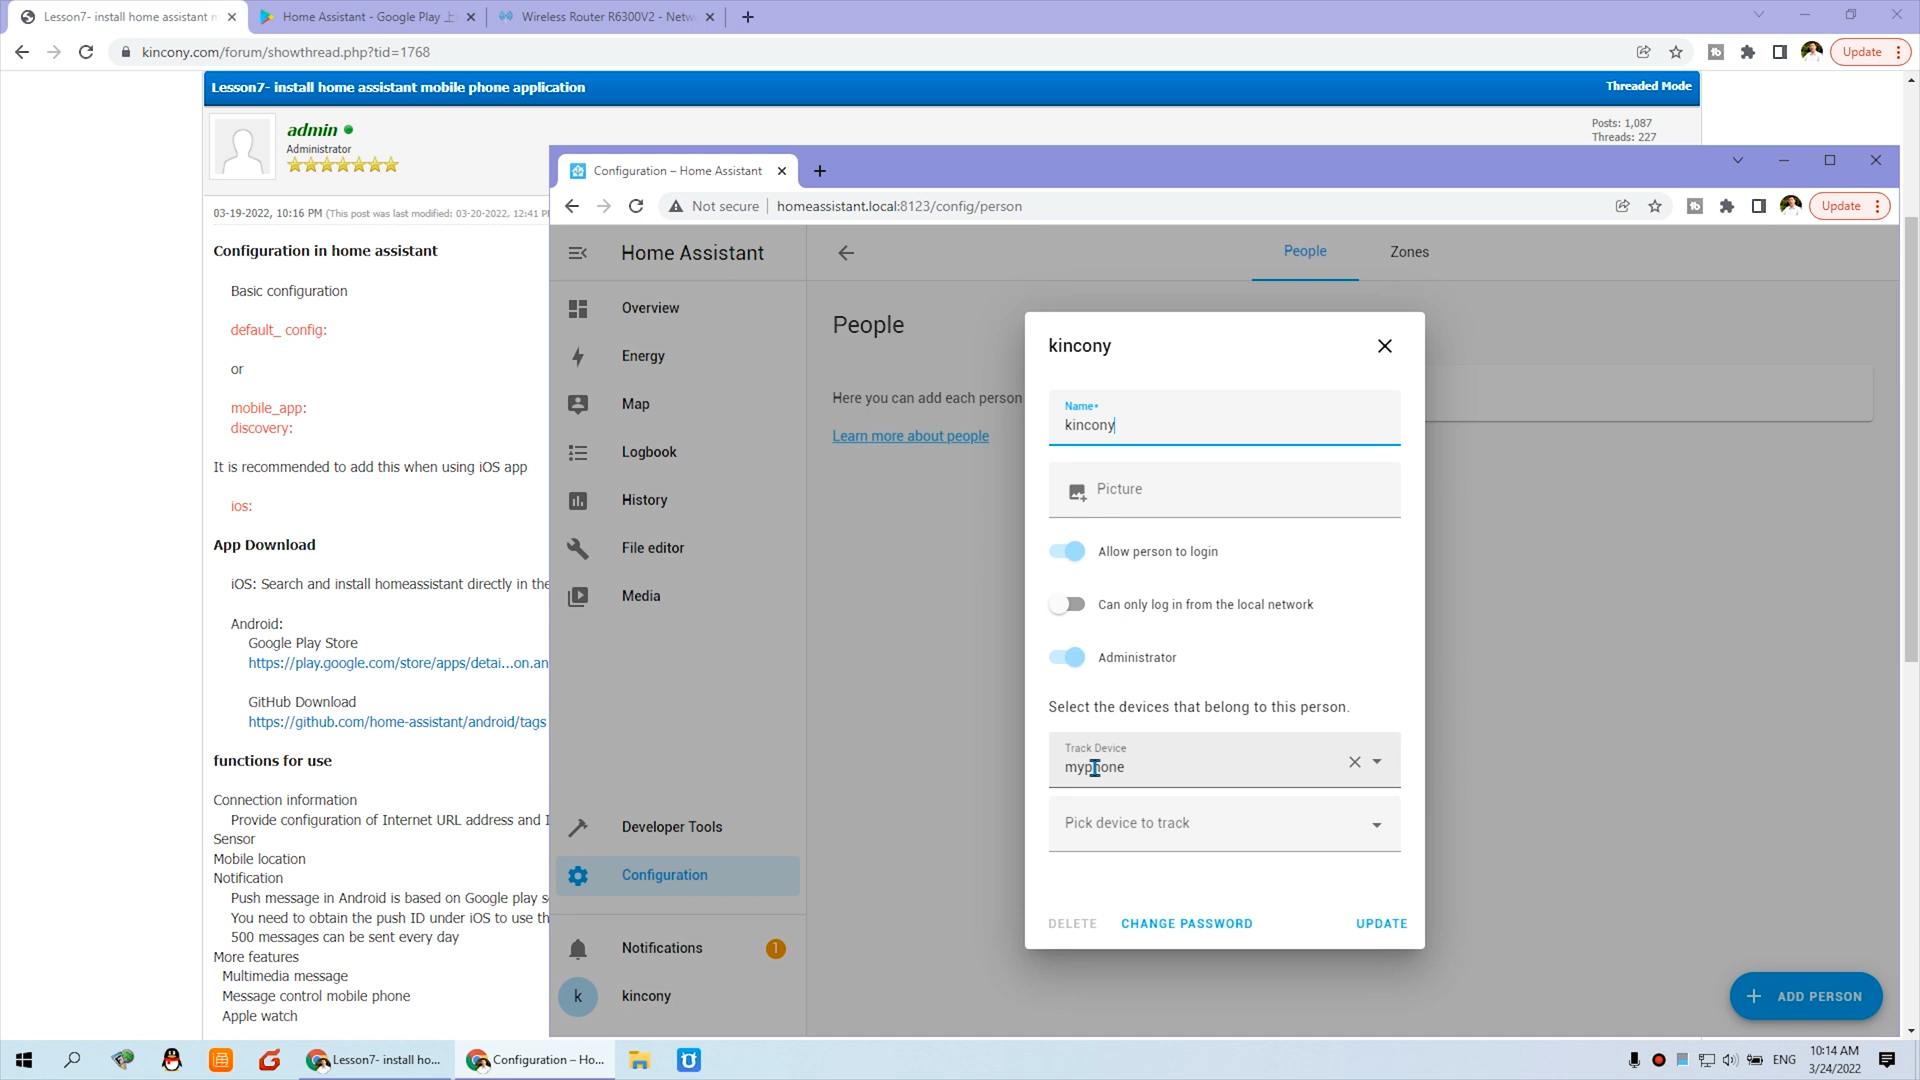 Lesson7- install home assistant m
Home Assistant - Google Play 上
Wireless Router R6300V2 - Netw
kincony.com/forum/showthread.php?tid=1768
Update
Lesson7- install home assistant mobile phone application
Threaded Mode
admin
Administrator
Posts: 1,087
Threads: 227
03-19-2022, 10:16 PM (This post was last modified: 03-20-2022, 12:41 P
Configuration in home assistant
Basic configuration
default_ config:
or
mobile_app:
discovery:
It is recommended to add this when using iOS app
ios:
App Download
iOS: Search and install homeassistant directly in the
Android:
Google Play Store
https://play.google.com/store/apps/detai...on.an
GitHub Download
https://github.com/home-assistant/android/tags
functions for use
Connection information
Provide configuration of Internet URL address and I
Sensor
Mobile location
Notification
Push message in Android is based on Google play s
You need to obtain the push ID under iOS to use th
500 messages can be sent every day
More features
Multimedia message
Message control mobile phone
Apple watch
Configuration – Home Assistant
Not secure
homeassistant.local:8123/config/person
Update
Home Assistant
People
Zones
Overview
Energy
Map
Logbook
History
File editor
Media
Developer Tools
Configuration
Notifications
1
k
kincony
People
Here you can add each person
Learn more about people
kincony
Name*
kincony
Picture
Allow person to login
Can only log in from the local network
Administrator
Select the devices that belong to this person.
Track Device
myphone
Pick device to track
DELETE
CHANGE PASSWORD
UPDATE
ADD PERSON
Lesson7- install ho...
Configuration – Ho...
ENG
10:14 AM
3/24/2022